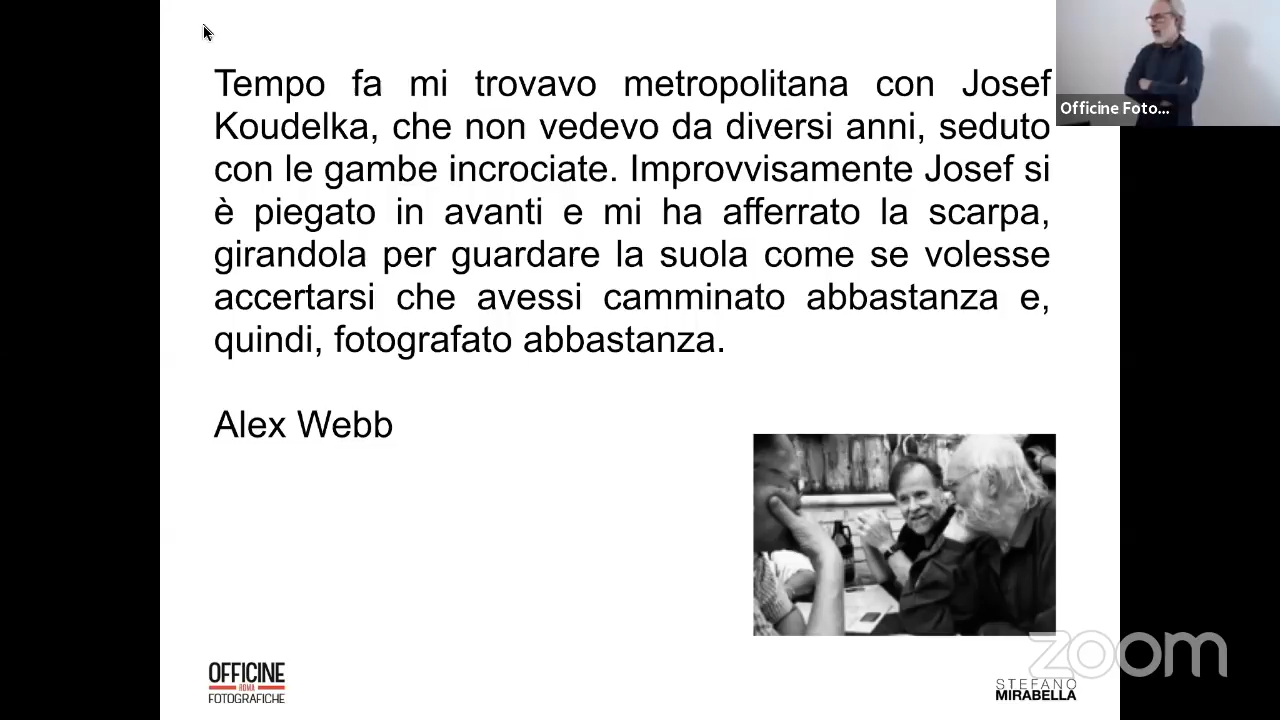 Tempo fa mi trovavo metropolitana con Josef
Koudelka, che non vedevo da diversi anni, seduto
con le gambe incrociate. Improvvisamente Josef si
è piegato in avanti e mi ha afferrato la scarpa,
girandola per guardare la suola come se volesse
accertarsi che avessi camminato abbastanza e,
quindi, fotografato abbastanza.
Alex Webb
Officine Foto...
OFFICINE
ROMA
FOTOGRAFICHE
STEFANO
MIRABELLA
zoom